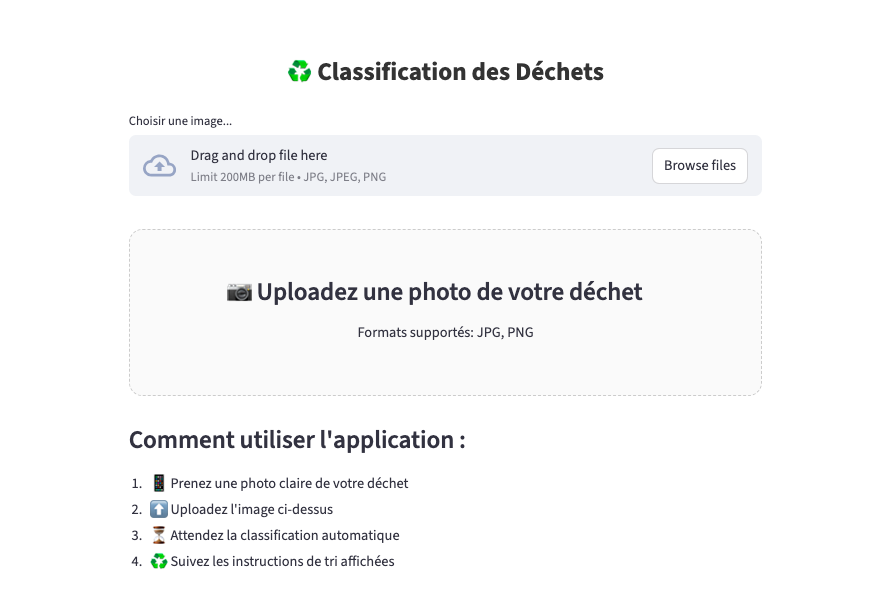 ♻️ Classification des Déchets
Choisir une image...
Drag and drop file here
Limit 200MB per file • JPG, JPEG, PNG
Browse files
📷 Uploadez une photo de votre déchet
Formats supportés: JPG, PNG
Comment utiliser l'application :
1. 📱 Prenez une photo claire de votre déchet
2. ⬆️ Uploadez l'image ci-dessus
3. ⏳ Attendez la classification automatique
4. ♻️ Suivez les instructions de tri affichées